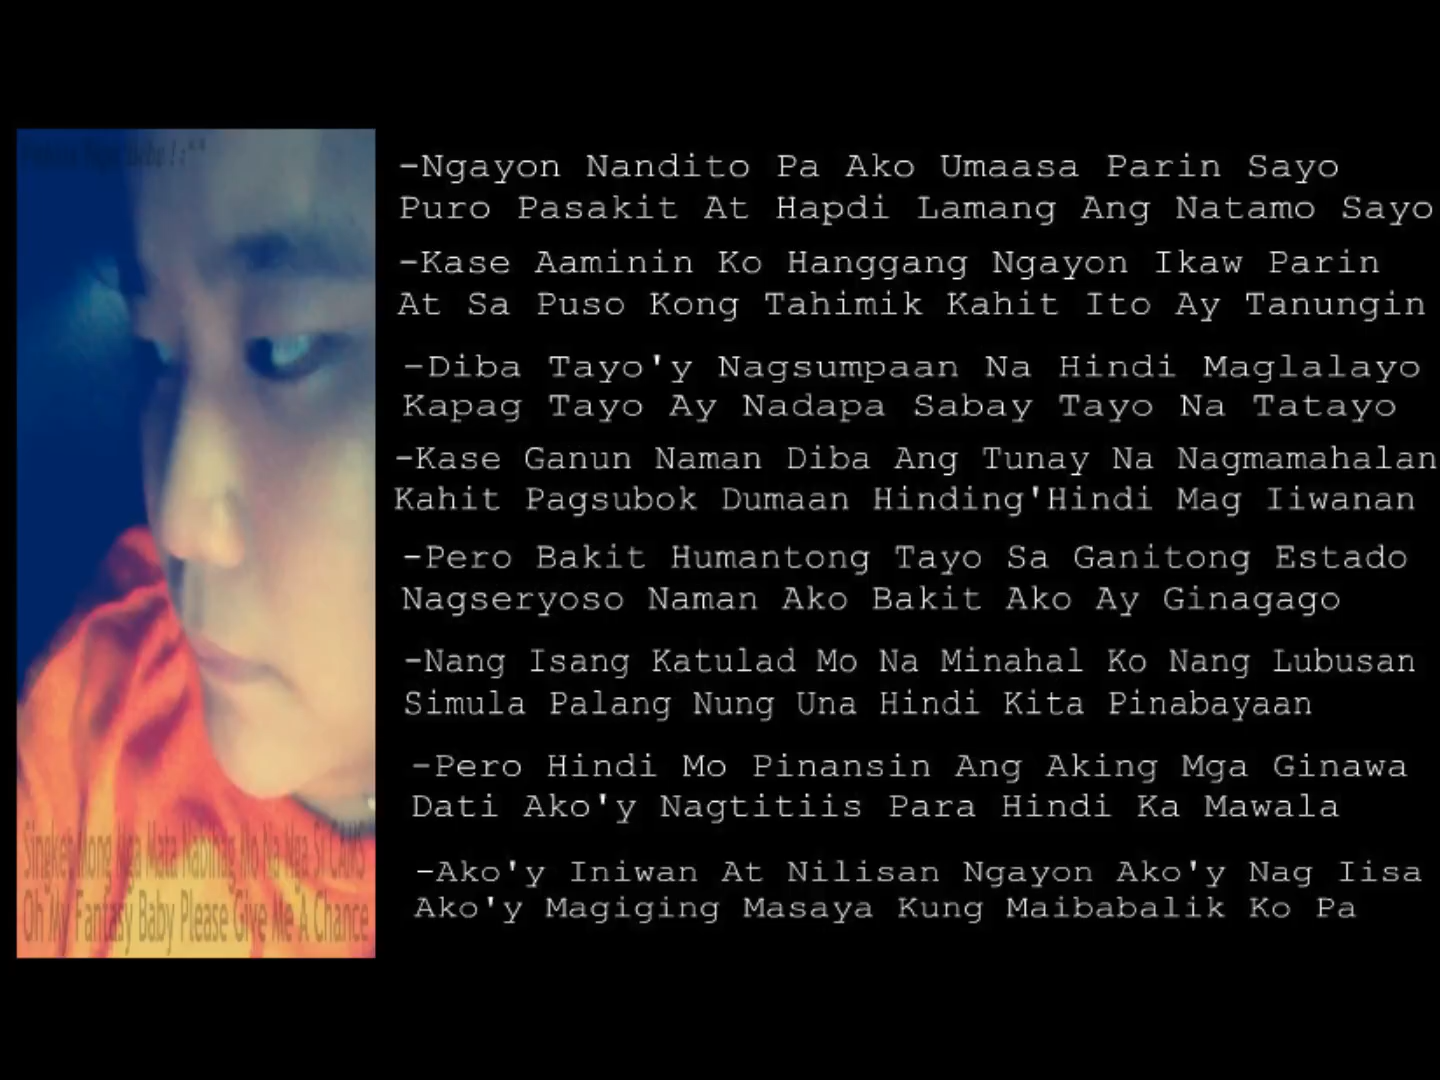 -Ngayon Nandito Pa Ako Umaasa Parin Sayo
Puro Pasakit At Hapdi Lamang Ang Natamo Sayo
-Kase Aaminin Ko Hanggang Ngayon Ikaw Parin
At Sa Puso Kong Tahimik Kahit Ito Ay Tanungin
-Diba Tayo'y Nagsumpaan Na Hindi Maglalayo
Kapag Tayo Ay Nadapa Sabay Tayo Na Tatayo
-Kase Ganun Naman Diba Ang Tunay Na Nagmamahalan
Kahit Pagsubok Dumaan Hinding'Hindi Mag Iiwanan
-Pero Bakit Humantong Tayo Sa Ganitong Estado
Nagseryoso Naman Ako Bakit Ako Ay Ginagago
-Nang Isang Katulad Mo Na Minahal Ko Nang Lubusan
Simula Palang Nung Una Hindi Kita Pinabayaan
-Pero Hindi Mo Pinansin Ang Aking Mga Ginawa
Dati Ako'y Nagtitiis Para Hindi Ka Mawala
-Ako'y Iniwan At Nilisan Ngayon Ako'y Nag Iisa
Ako'y Magiging Masaya Kung Maibabalik Ko Pa
Mata Nabihag Mo Na Nga Si
Oh My Fantasy Baby Please Give Me A Chance